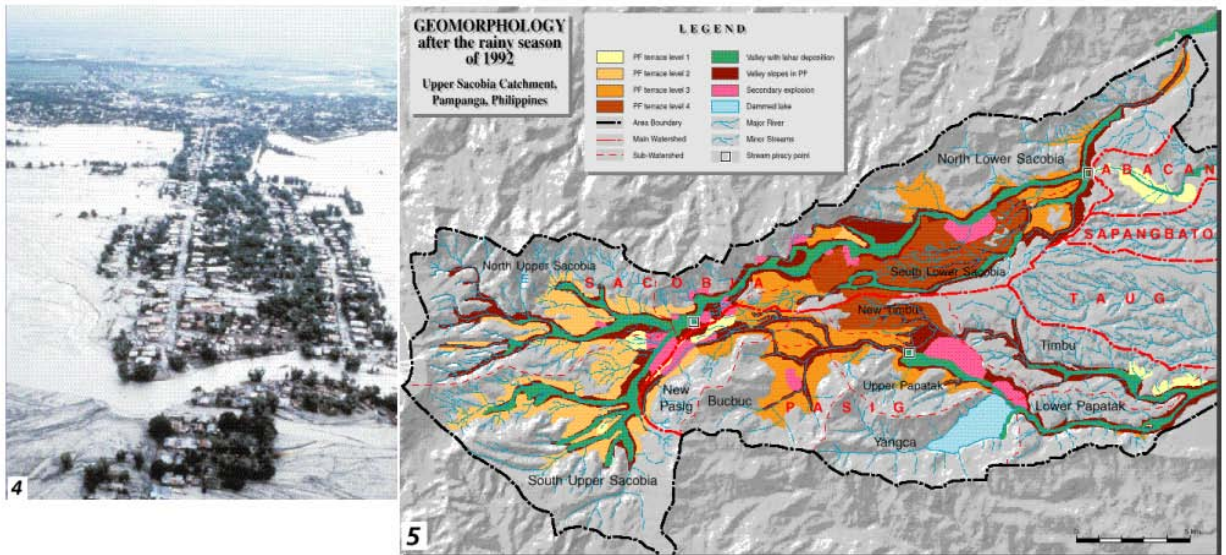 4
GEOMORPHOLOGY
after the rainy season
of 1992
Upper Sacobia Catchment,
Pampanga, Philippines
LEGEND
PF terrace level 1
PF terrace level 2
PF terrace level 3
PF terrace level 4
Area Boundary
Main Watershed
Sub-Watershed
Valley with lahar deposition
Valley slopes in PF
Secondary explosion
Dammed lake
Major River
Minor Streams
Stream piracy point
North Lower Sacobia
ABACAN
SAPANGBATO
North Upper Sacobia
SACOBIA
South Lower Sacobia
TAUG
New Timbu
Timbu
Upper Papatak
New
Pasig
Bucbuc
PASIG
Lower Papatak
Yangca
South Upper Sacobia
5